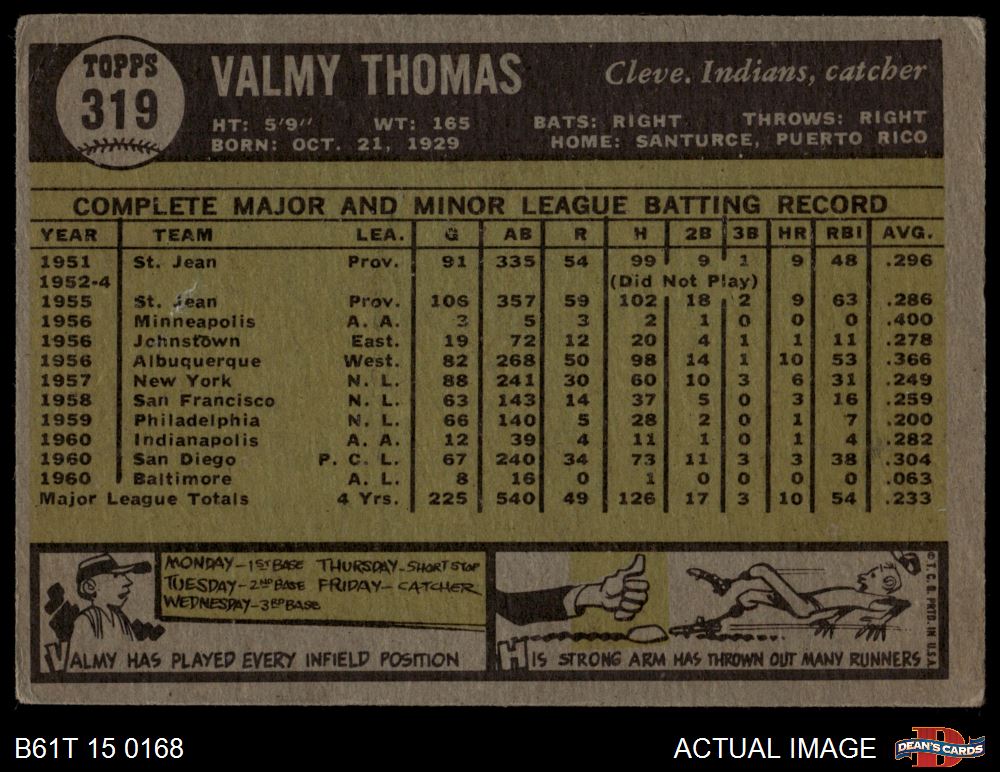 TOPPS
319
VALMY THOMAS
Cleve. Indians, catcher
HT: 5'9" WT: 165 BATS: RIGHT THROWS: RIGHT
BORN: OCT. 21, 1929 HOME: SANTURCE, PUERTO RICO
COMPLETE MAJOR AND MINOR LEAGUE BATTING RECORD
YEAR TEAM LEA. G AB R H 2B 3B HR RBI AVG.
1951 St. Jean Prov. 91 335 54 99 9 1 9 48 .296
1952-4 (Did Not Play)
1955 St. Jean Prov. 106 357 59 102 18 2 9 63 .286
1956 Minneapolis A. A. 3 5 3 2 1 0 0 0 .400
1956 Johnstown East. 19 72 12 20 4 1 1 11 .278
1956 Albuquerque West. 82 268 50 98 14 1 10 53 .366
1957 New York N. L. 88 241 30 60 10 3 6 31 .249
1958 San Francisco N. L. 63 143 14 37 5 0 3 16 .259
1959 Philadelphia N. L. 66 140 5 28 2 0 1 7 .200
1960 Indianapolis A. A. 12 39 4 11 1 0 1 4 .282
1960 San Diego P. C. L. 67 240 34 73 11 3 3 38 .304
1960 Baltimore A. L. 8 16 0 1 0 0 0 0 .063
Major League Totals 4 Yrs. 225 540 49 126 17 3 10 54 .233
MONDAY-1ST BASE THURSDAY-SHORT STOP
TUESDAY-2ND BASE FRIDAY-CATCHER
WEDNESDAY-3RD BASE
VALMY HAS PLAYED EVERY INFIELD POSITION
HIS STRONG ARM HAS THROWN OUT MANY RUNNERS
© T. C. G. PRTD. IN U.S.A.
B61T 15 0168
ACTUAL IMAGE
DEAN'S CARDS